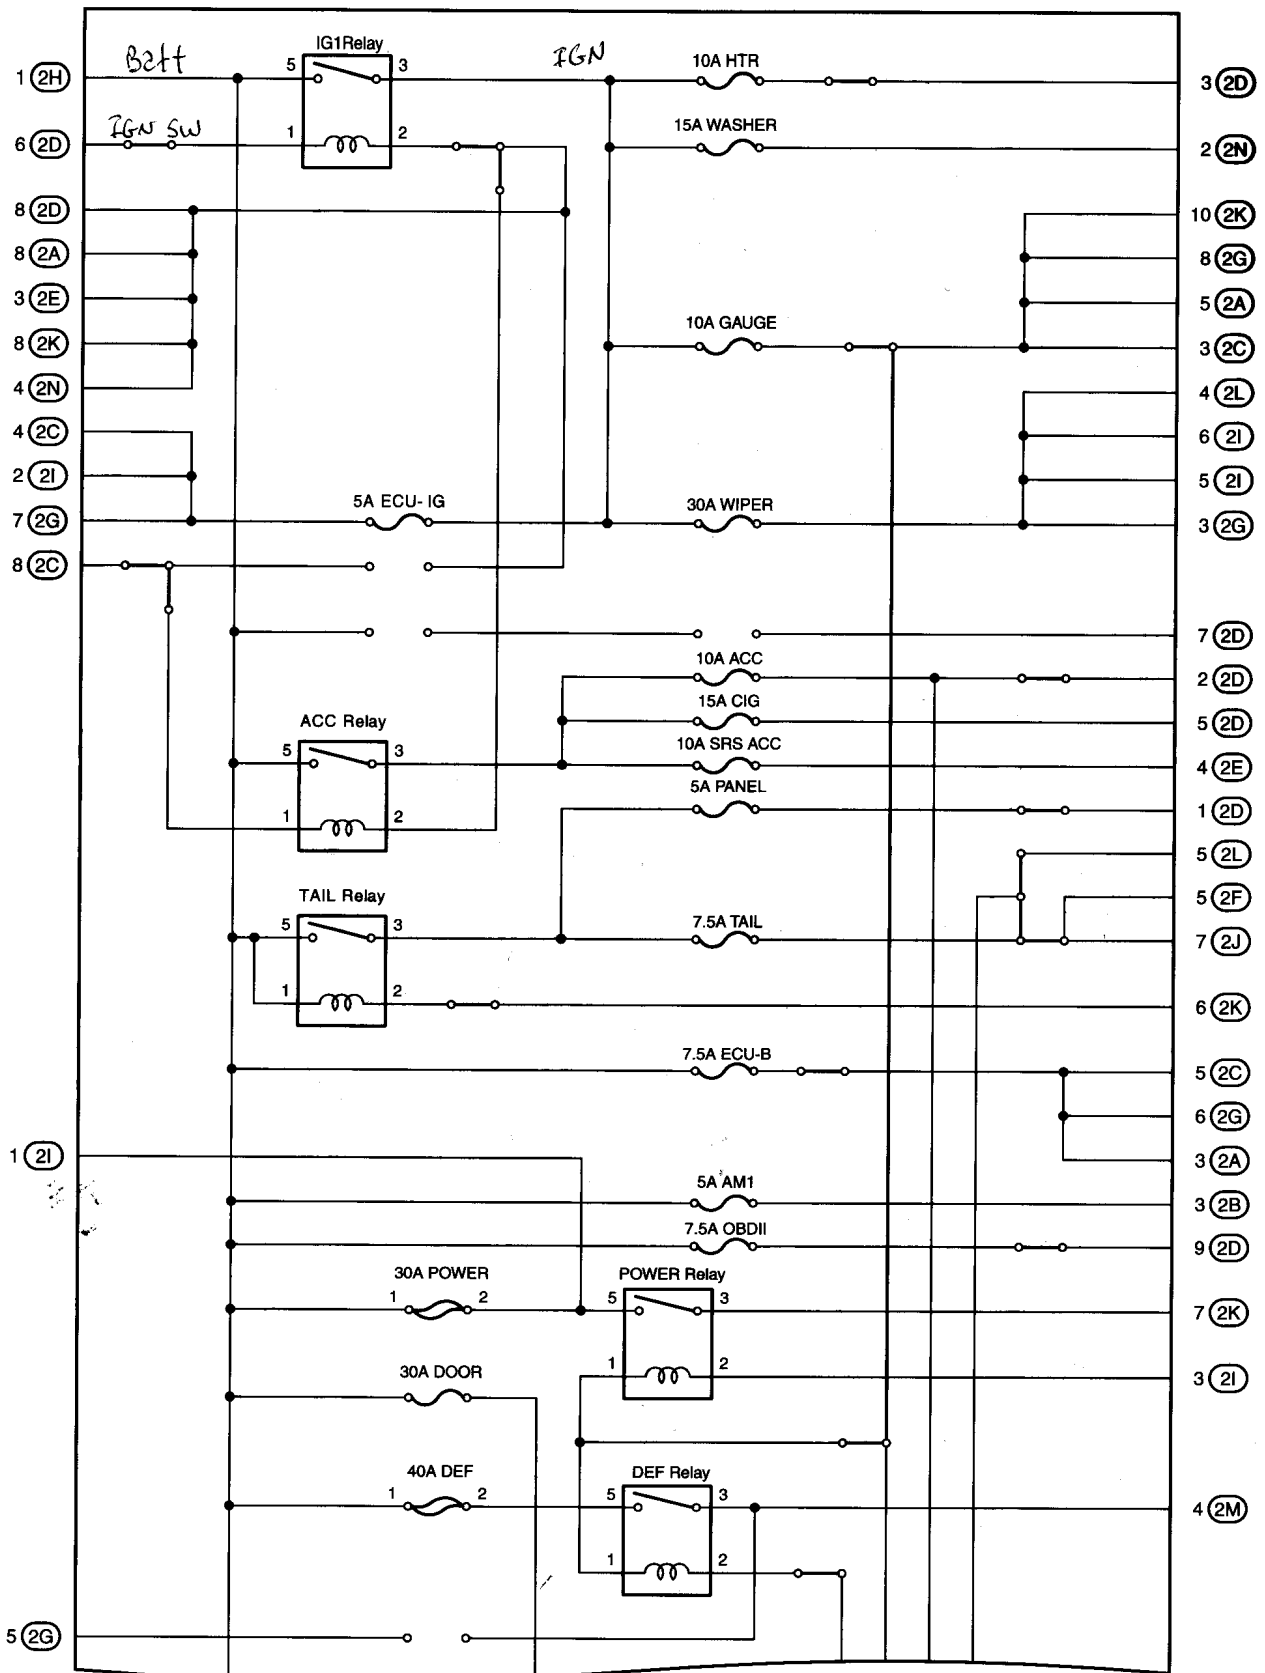 IG1Relay
Batt
IGN
5 3
10A HTR
1 2H
3 2D
15A WASHER
IGN SW
1 2
6 2D
2 2N
8 2D
10 2K
8 2A
8 2G
3 2E
5 2A
10A GAUGE
8 2K
3 2C
4 2N
4 2L
4 2C
6 2I
2 2I
5 2I
5A ECU-IG
30A WIPER
7 2G
3 2G
8 2C
7 2D
10A ACC
2 2D
15A CIG
ACC Relay
5 2D
10A SRS ACC
5 3
4 2E
5A PANEL
1 2D
1 2
5 2L
TAIL Relay
5 2F
5 3
7.5A TAIL
7 2J
1 2
6 2K
7.5A ECU-B
5 2C
6 2G
1 2I
3 2A
5A AM1
3 2B
7.5A OBDII
9 2D
30A POWER
POWER Relay
1 2
5 3
7 2K
30A DOOR
1 2
3 2I
40A DEF
DEF Relay
1 2
5 3
4 2M
1 2
5 2G